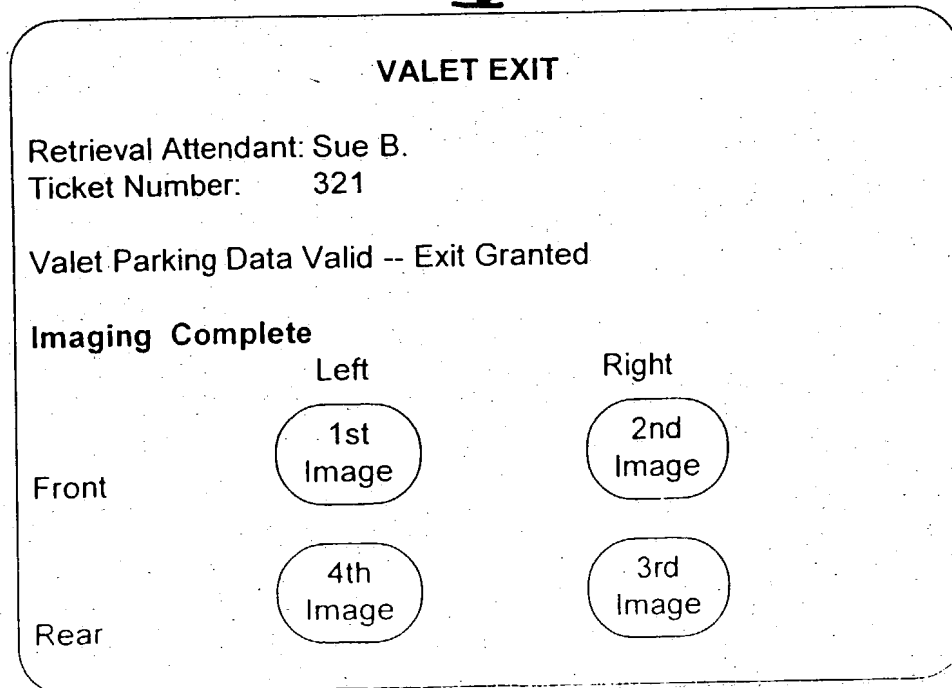 VALET EXIT
Retrieval Attendant: Sue B.
Ticket Number: 321
Valet Parking Data Valid -- Exit Granted
Imaging Complete
Left Right
1st Image
2nd Image
Front
4th Image
3rd Image
Rear